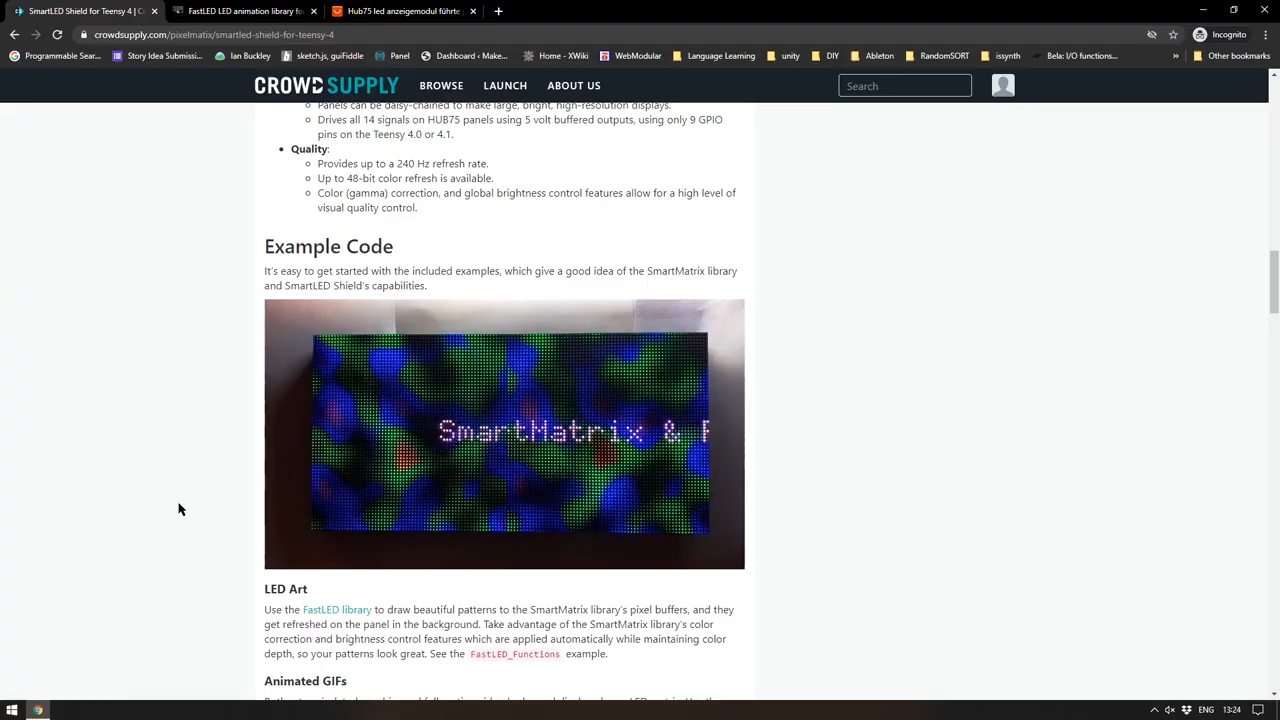 SmartLED Shield for Teensy 4 | C
FastLED LED animation library for
Hub75 led anzeigemodul führte
crowdsupply.com/pixelmatix/smartled-shield-for-teensy-4
Incognito
Programmable Sear...
Story Idea Submissi...
Ian Buckley
sketch.js, guiFiddle
Panel
Dashboard ‹ Make...
Home - XWiki
WebModular
Language Learning
unity
DIY
Ableton
RandomSORT
issynth
Bela: I/O functions...
»
Other bookmarks
CROWD SUPPLY
BROWSE
LAUNCH
ABOUT US
Search
Panels can be daisy-chained to make large, bright, high-resolution displays.
Drives all 14 signals on HUB75 panels using 5 volt buffered outputs, using only 9 GPIO
pins on the Teensy 4.0 or 4.1.
Quality:
Provides up to a 240 Hz refresh rate.
Up to 48-bit color refresh is available.
Color (gamma) correction, and global brightness control features allow for a high level of
visual quality control.
Example Code
It's easy to get started with the included examples, which give a good idea of the SmartMatrix library
and SmartLED Shield's capabilities.
SmartMatrix & F
LED Art
Use the FastLED library to draw beautiful patterns to the SmartMatrix library's pixel buffers, and they
get refreshed on the panel in the background. Take advantage of the SmartMatrix library's color
correction and brightness control features which are applied automatically while maintaining color
depth, so your patterns look great. See the FastLED_Functions example.
Animated GIFs
ENG
13:24